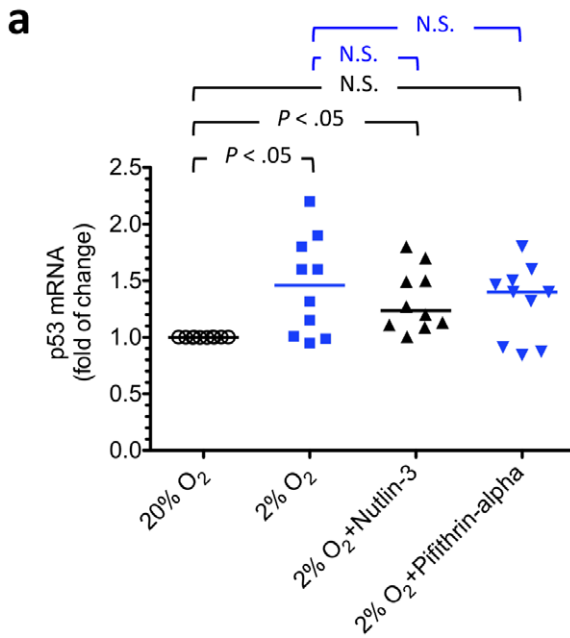 a
N.S.
N.S.
N.S.
P < .05
P < .05
p53 mRNA
(fold of change)
2.5
2.0
1.5
1.0
0.5
0.0
20% O₂
2% O₂
2% O₂+Nutlin-3
2% O₂+Pifithrin-alpha